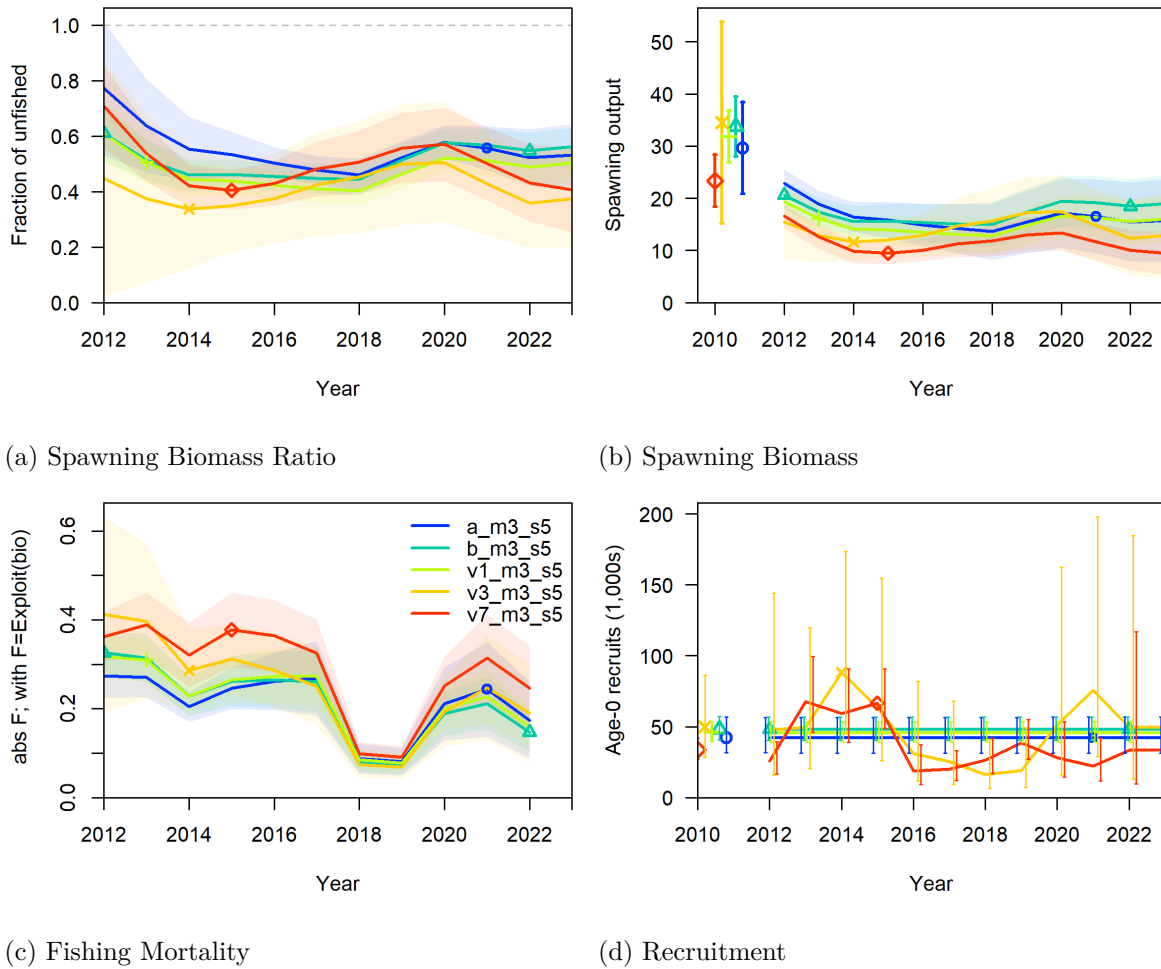 Fraction of unfished
1.0
0.8
0.6
0.4
0.2
0.0
2012 2014 2016 2018 2020 2022
Year
(a) Spawning Biomass Ratio
Spawning output
50
40
30
20
10
0
2010 2012 2014 2016 2018 2020 2022
Year
(b) Spawning Biomass
abs F; with F=Exploit(bio)
0.6
0.4
0.2
0.0
a_m3_s5
b_m3_s5
v1_m3_s5
v3_m3_s5
v7_m3_s5
2012 2014 2016 2018 2020 2022
Year
(c) Fishing Mortality
Age-0 recruits (1,000s)
200
150
100
50
0
2010 2012 2014 2016 2018 2020 2022
Year
(d) Recruitment